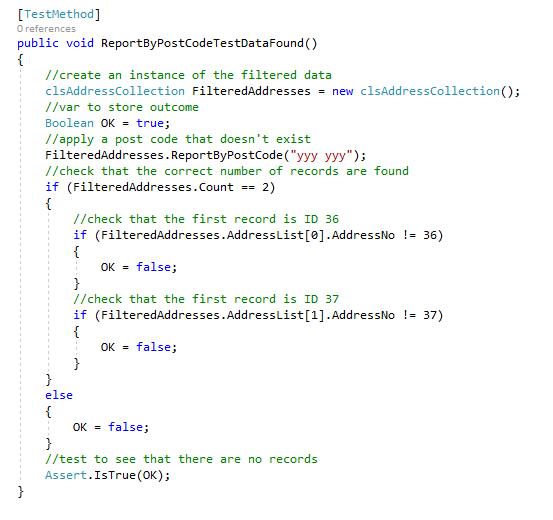 [TestMethod]
0 references
public void ReportByPostCodeTestDataFound()
{
//create an instance of the filtered data
clsAddressCollection FilteredAddresses = new clsAddressCollection();
//var to store outcome
Boolean OK = true;
//apply a post code that doesn't exist
FilteredAddresses.ReportByPostCode("yyy yyy");
//check that the correct number of records are found
if (FilteredAddresses.Count == 2)
{
//check that the first record is ID 36
if (FilteredAddresses.AddressList[0].AddressNo != 36)
{
OK = false;
}
//check that the first record is ID 37
if (FilteredAddresses.AddressList[1].AddressNo != 37)
{
OK = false;
}
}
else
{
OK = false;
}
//test to see that there are no records
Assert.IsTrue(OK);
}